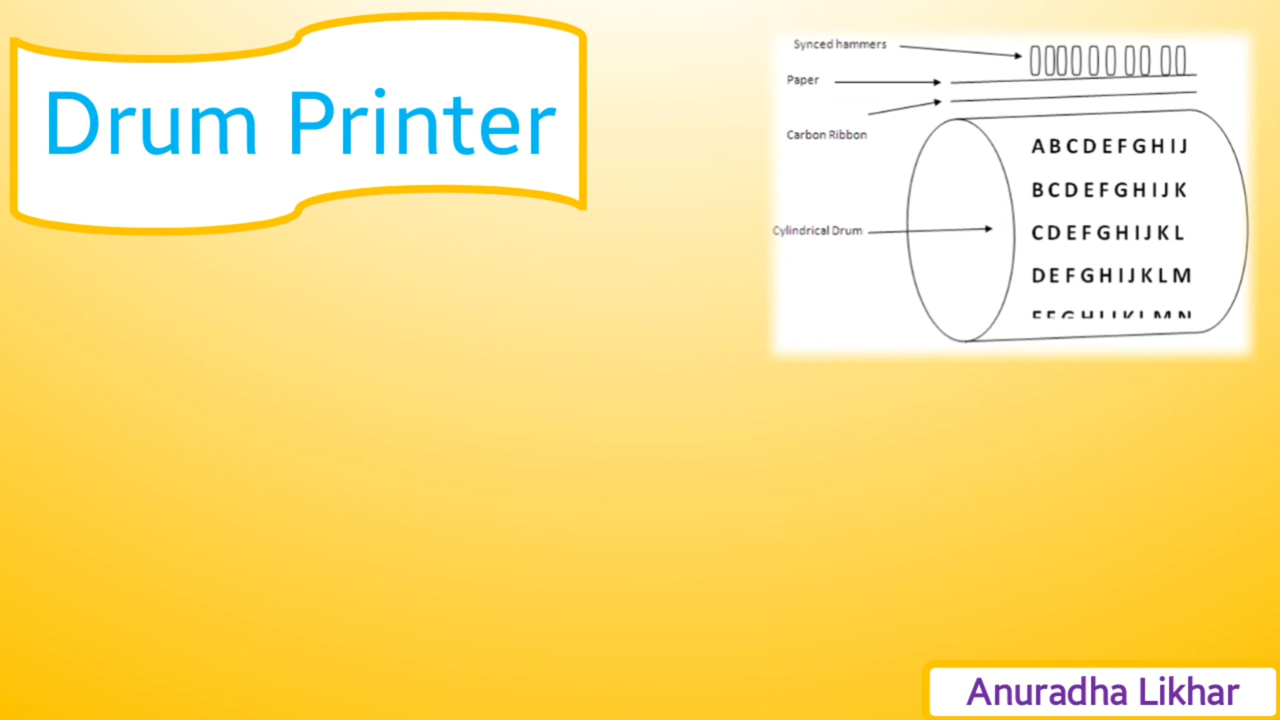 Drum Printer
Synced hammers
Paper
Carbon Ribbon
Cylindrical Drum
A B C D E F G H I J
B C D E F G H I J K
C D E F G H I J K L
D E F G H I J K L M
E F G H I J K L M N
Anuradha Likhar